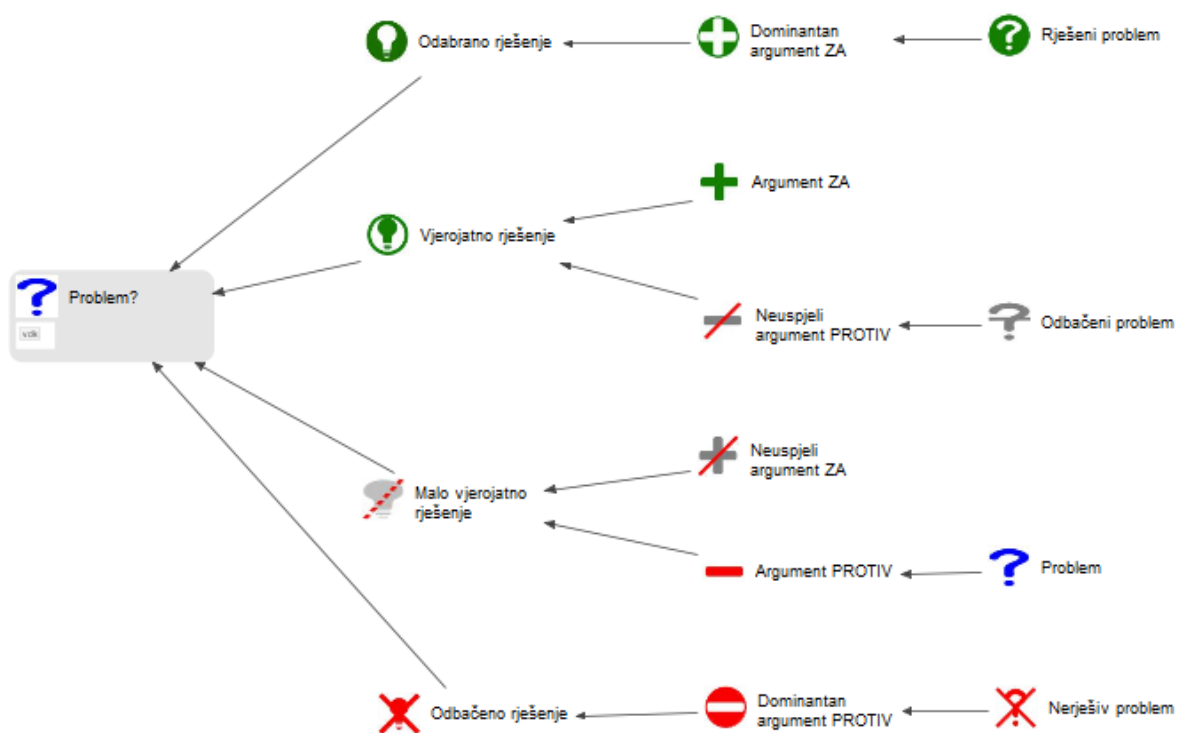 Odabrano rješenje
Dominantan
argument ZA
Rješeni problem
Argument ZA
Vjerojatno rješenje
Problem?
vdk
Neuspjeli
argument PROTIV
Odbačeni problem
Neuspjeli
argument ZA
Malo vjerojatno
rješenje
Argument PROTIV
Problem
Odbačeno rješenje
Dominantan
argument PROTIV
Nerješiv problem